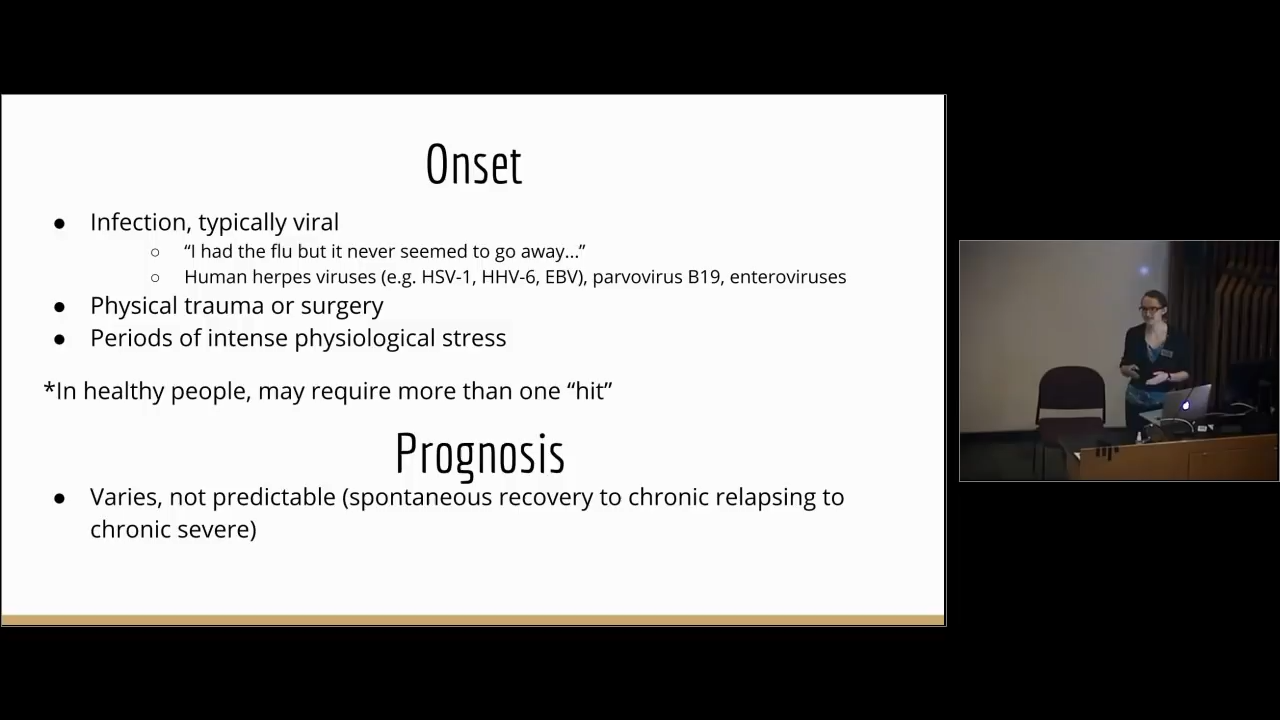 Onset
● Infection, typically viral
○ “I had the flu but it never seemed to go away...”
○ Human herpes viruses (e.g. HSV-1, HHV-6, EBV), parvovirus B19, enteroviruses
● Physical trauma or surgery
● Periods of intense physiological stress
*In healthy people, may require more than one “hit”
Prognosis
● Varies, not predictable (spontaneous recovery to chronic relapsing to
chronic severe)